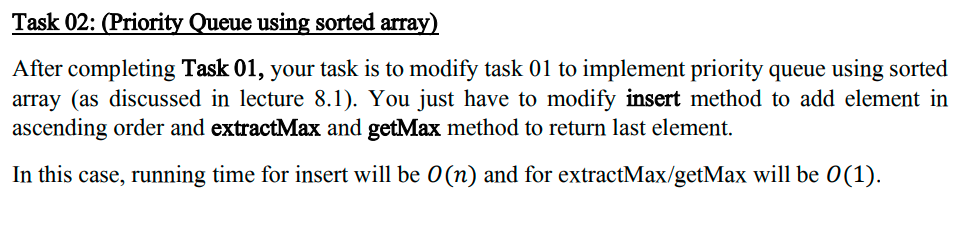 Task 02: (Priority Queue using sorted array)
After completing Task 01, your task is to modify task 01 to implement priority queue using sorted
array (as discussed in lecture 8.1). You just have to modify insert method to add element in
ascending order and extractMax and getMax method to return last element.
In this case, running time for insert will be O(n) and for extractMax/getMax will be O(1).